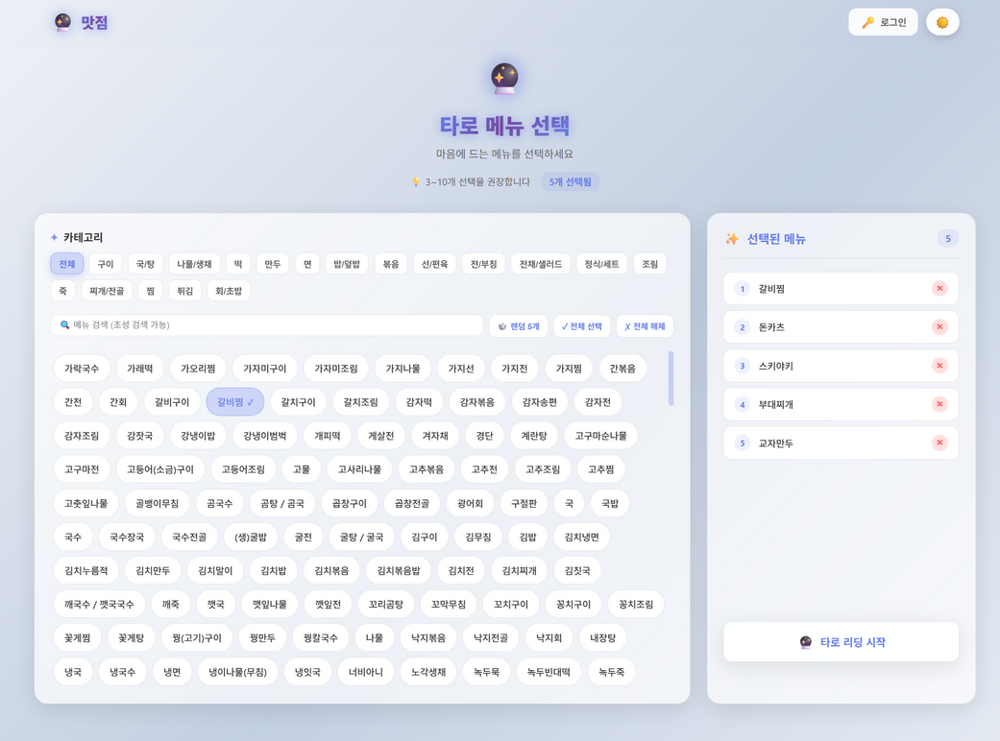 맛점
로그인
타로 메뉴 선택
마음에 드는 메뉴를 선택하세요
3~10개 선택을 권장합니다 5개 선택됨
카테고리
전체 구이 국/탕 나물/생채 떡 만두 면 밥/덮밥 볶음 선/편육 전/부침 전채/샐러드 정식/세트 조림
죽 찌개/전골 찜 튀김 회/초밥
메뉴 검색 (초성 검색 가능) 랜덤 5개 ✓ 전체 선택 ✗ 전체 해제
가락국수 가래떡 가오리찜 가자미구이 가자미조림 가지나물 가지선 가지전 가지찜 간볶음
간전 간회 갈비구이 갈비찜 ✓ 갈치구이 갈치조림 감자떡 감자볶음 감자송편 감자전
감자조림 감잣국 강냉이밥 강냉이범벅 개피떡 게살전 겨자채 경단 계란탕 고구마순나물
고구마전 고등어(소금)구이 고등어조림 고물 고사리나물 고추볶음 고추전 고추조림 고추찜
고춧잎나물 골뱅이무침 곰국수 곰탕 / 곰국 곱창구이 곱창전골 광어회 구절판 국 국밥
국수 국수장국 국수전골 (생)굴밥 굴전 굴탕 / 굴국 김구이 김무침 김밥 김치냉면
김치누름적 김치만두 김치말이 김치밥 김치볶음 김치볶음밥 김치전 김치찌개 김칫국
깨국수 / 깻국국수 깨죽 깻국 깻잎나물 깻잎전 꼬리곰탕 꼬막무침 꼬치구이 꽁치구이 꽁치조림
꽃게찜 꽃게탕 꿩(고기)구이 꿩만두 꿩칼국수 나물 낙지볶음 낙지전골 낙지회 내장탕
냉국 냉국수 냉면 냉이나물(무침) 냉잇국 너비아니 노각생채 녹두묵 녹두빈대떡 녹두죽
선택된 메뉴 5
1 갈비찜
2 돈카츠
3 스키야키
4 부대찌개
5 교자만두
타로 리딩 시작